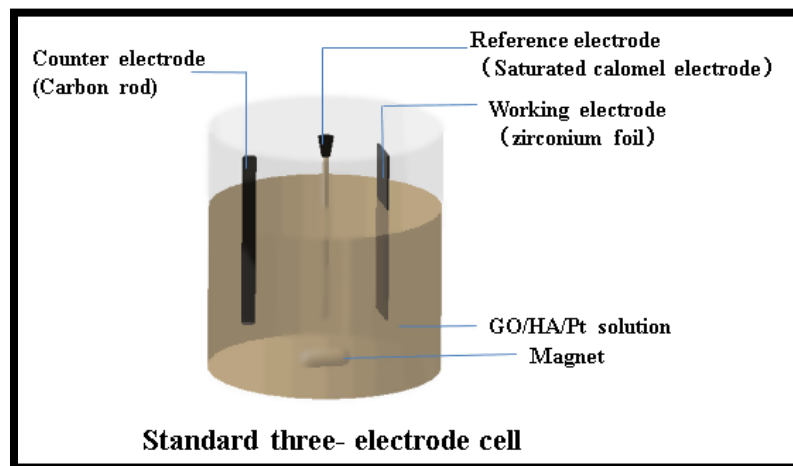 Counter electrode
(Carbon rod)
Reference electrode
（Saturated calomel electrode）
Working electrode
（zirconium foil）
GO/HA/Pt solution
Magnet
Standard three- electrode cell